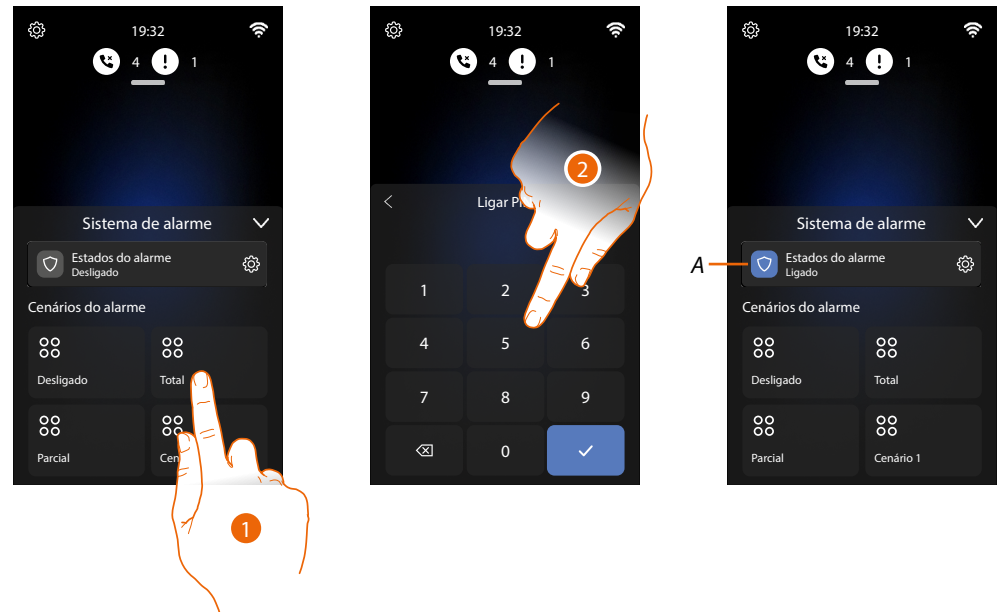 19:32
4 1
Sistema de alarme
Estados do alarme
Desligado
Cenários do alarme
Desligado Total
Parcial
1
19:32
4 1
Ligar
2
1 2 3
4 5 6
7 8 9
0
19:32
4 1
Sistema de alarme
A
Estados do alarme
Ligado
Cenários do alarme
Desligado Total
Parcial Cenário 1